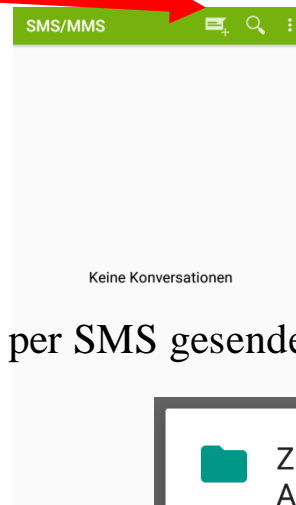 SMS/MMS
Keine Konversationen
per SMS gesende
Z
A